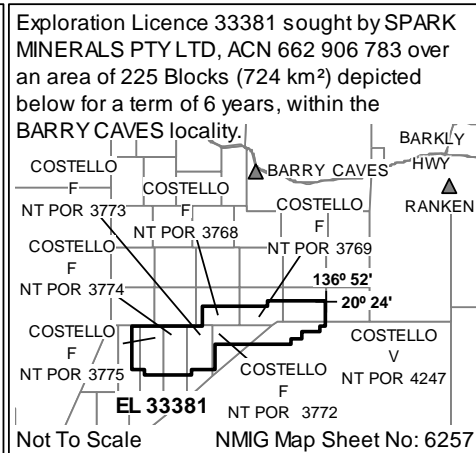 Exploration Licence 33381 sought by SPARK
MINERALS PTY LTD, ACN 662 906 783 over
an area of 225 Blocks (724 km²) depicted
below for a term of 6 years, within the
BARRY CAVES locality.
BARKLY
HWY
BARRY CAVES
RANKEN
COSTELLO
F
NT POR 3773
COSTELLO
F
NT POR 3768
COSTELLO
F
NT POR 3769
COSTELLO
F
NT POR 3774
136° 52'
20° 24'
COSTELLO
F
NT POR 3775
COSTELLO
V
NT POR 4247
COSTELLO
F
NT POR 3772
EL 33381
Not To Scale
NMIG Map Sheet No: 6257